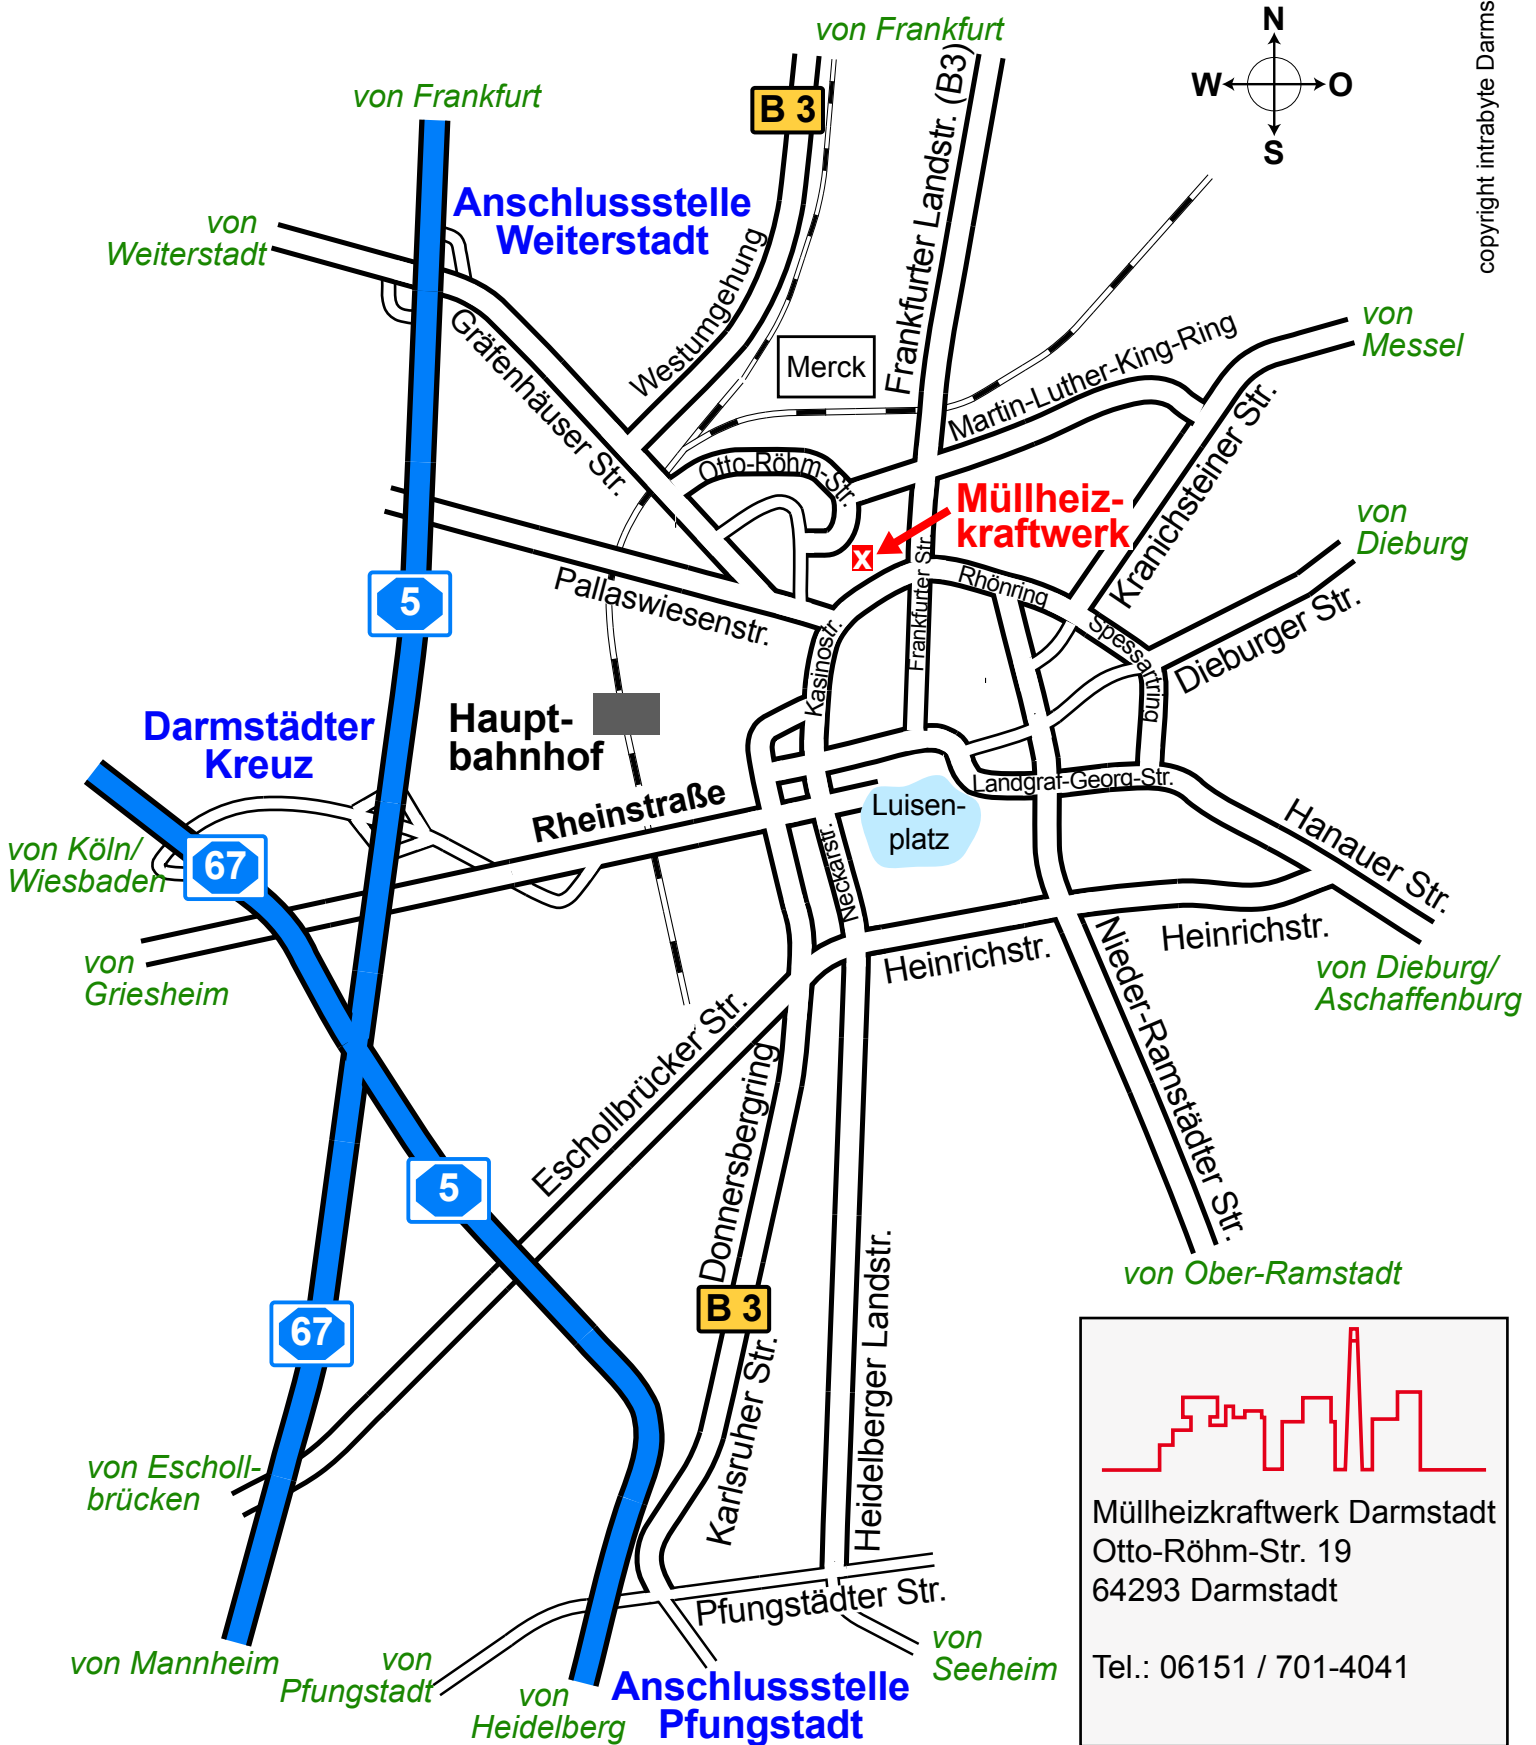 von Frankfurt
N
W
O
S
copyright intrabyte Darms
von Frankfurt
B 3
Frankfurter Landstr. (B3)
Anschlussstelle
Weiterstadt
von
Weiterstadt
Westumgehung
Gräfenhäuser Str.
Merck
Martin-Luther-King-Ring
von
Messel
Otto-Röhm-Str.
Müllheiz-
kraftwerk
x
Kranichsteiner Str.
von
Dieburg
Pallaswiesenstr.
5
Frankfurter Str.
Rhönring
Spessartring
Dieburger Str.
Kasinostr.
Darmstädter
Kreuz
Haupt-
bahnhof
Rheinstraße
Landgraf-Georg-Str.
Luisen-
platz
Hanauer Str.
von Köln/
Wiesbaden
67
Neckarstr.
von
Griesheim
Heinrichstr.
Heinrichstr.
von Dieburg/
Aschaffenburg
Nieder-Ramstädter Str.
Eschollbrücker Str.
Donnersbergring
5
von Ober-Ramstadt
B 3
67
Karlsruher Str.
Heidelberger Landstr.
von Escholl-
brücken
Pfungstädter Str.
von Mannheim
von
Pfungstadt
von
Heidelberg
Anschlussstelle
Pfungstadt
von
Seeheim
Müllheizkraftwerk Darmstadt
Otto-Röhm-Str. 19
64293 Darmstadt
Tel.: 06151 / 701-4041